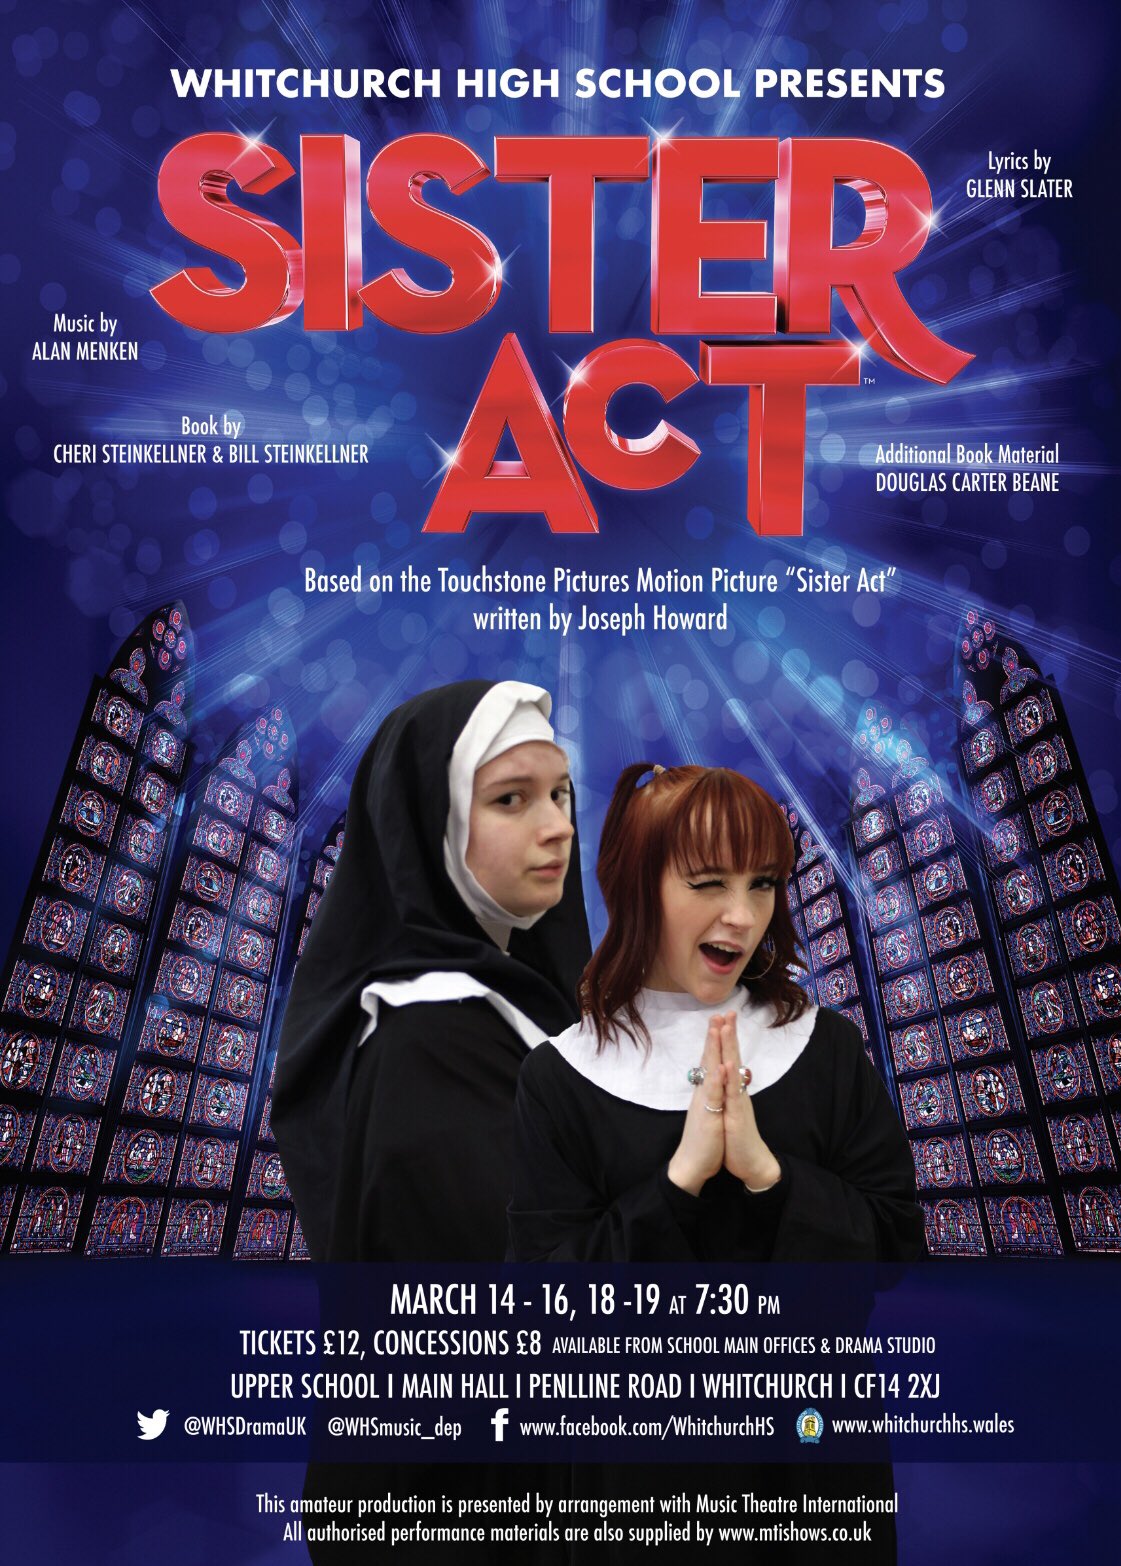 WHITCHURCH HIGH SCHOOL PRESENTS
SISTER
ACT™
Lyrics by
GLENN SLATER
Music by
ALAN MENKEN
Book by
CHERI STEINKELLNER & BILL STEINKELLNER
Additional Book Material
DOUGLAS CARTER BEANE
Based on the Touchstone Pictures Motion Picture “Sister Act”
written by Joseph Howard
MARCH 14 - 16, 18 -19 AT 7:30 PM
TICKETS £12, CONCESSIONS £8 AVAILABLE FROM SCHOOL MAIN OFFICES & DRAMA STUDIO
UPPER SCHOOL I MAIN HALL I PENLLINE ROAD I WHITCHURCH I CF14 2XJ
@WHSDramaUK @WHSmusic_dep www.facebook.com/WhitchurchHS www.whitchurchhs.wales
This amateur production is presented by arrangement with Music Theatre International
All authorised performance materials are also supplied by www.mtishows.co.uk